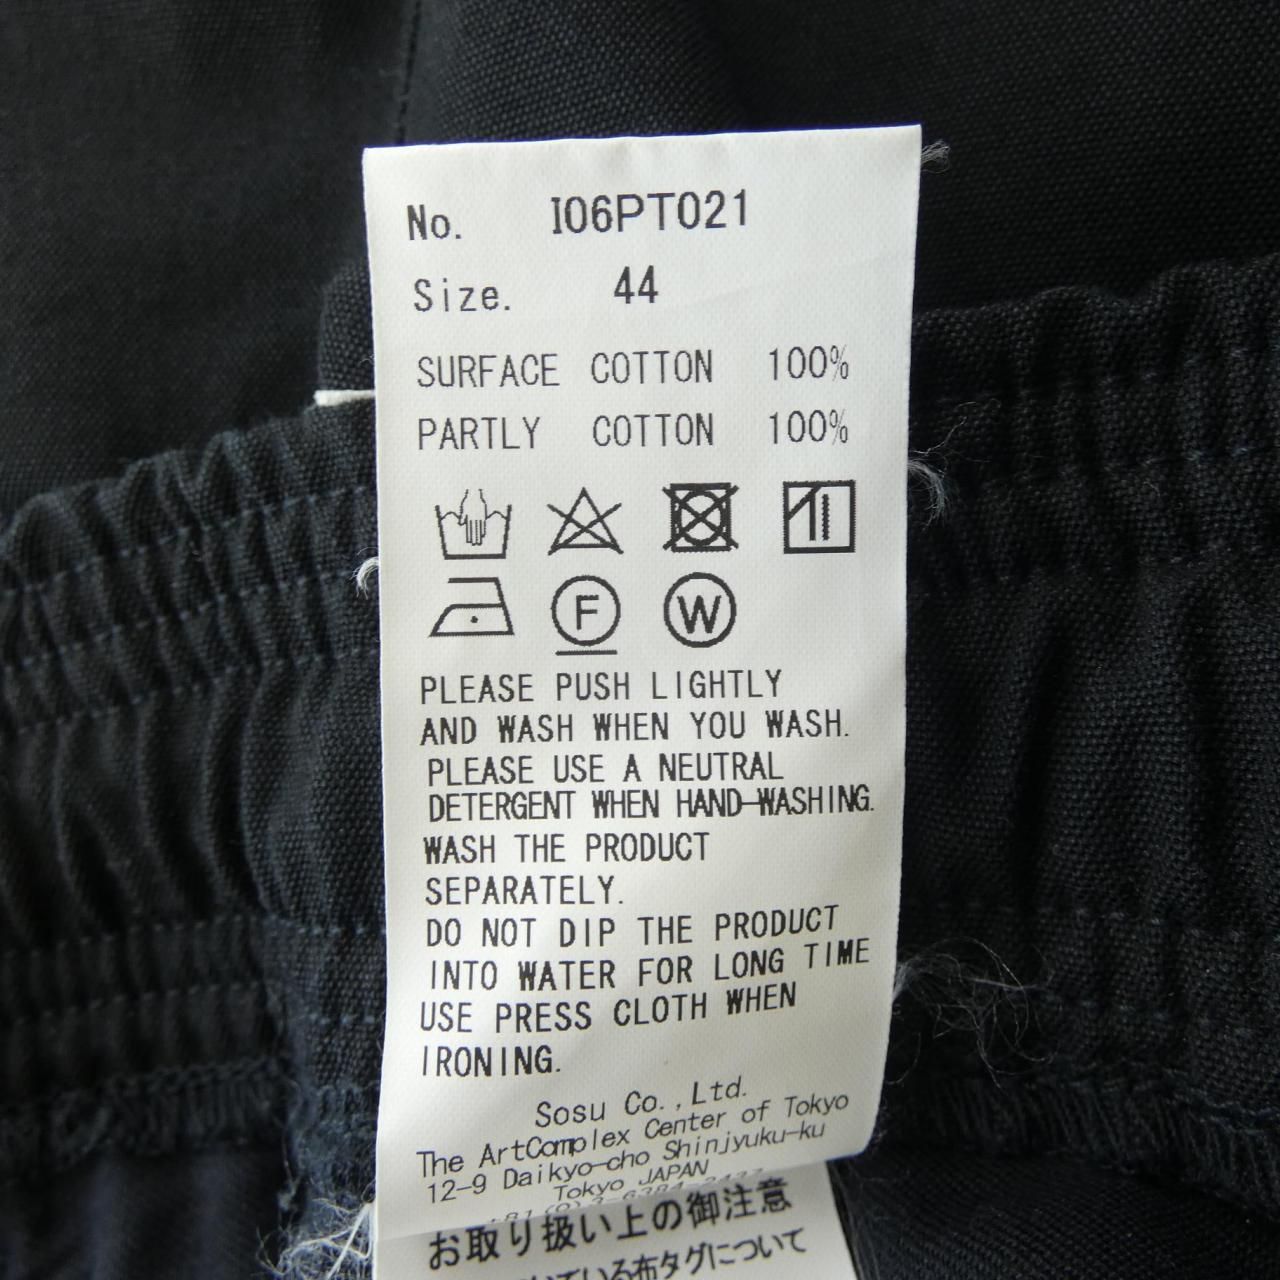 No. I06PT021
Size. 44
SURFACE COTTON 100%
PARTLY COTTON 100%
F W
PLEASE PUSH LIGHTLY
AND WASH WHEN YOU WASH.
PLEASE USE A NEUTRAL
DETERGENT WHEN HAND-WASHING.
WASH THE PRODUCT
SEPARATELY.
DO NOT DIP THE PRODUCT
INTO WATER FOR LONG TIME
USE PRESS CLOTH WHEN
IRONING.
Sosu Co.,Ltd.
The ArtComplex Center of Tokyo
12-9 Daikyo-cho Shinjyuku-ku
Tokyo JAPAN
お取り扱い上の御注意
いている布タグについて